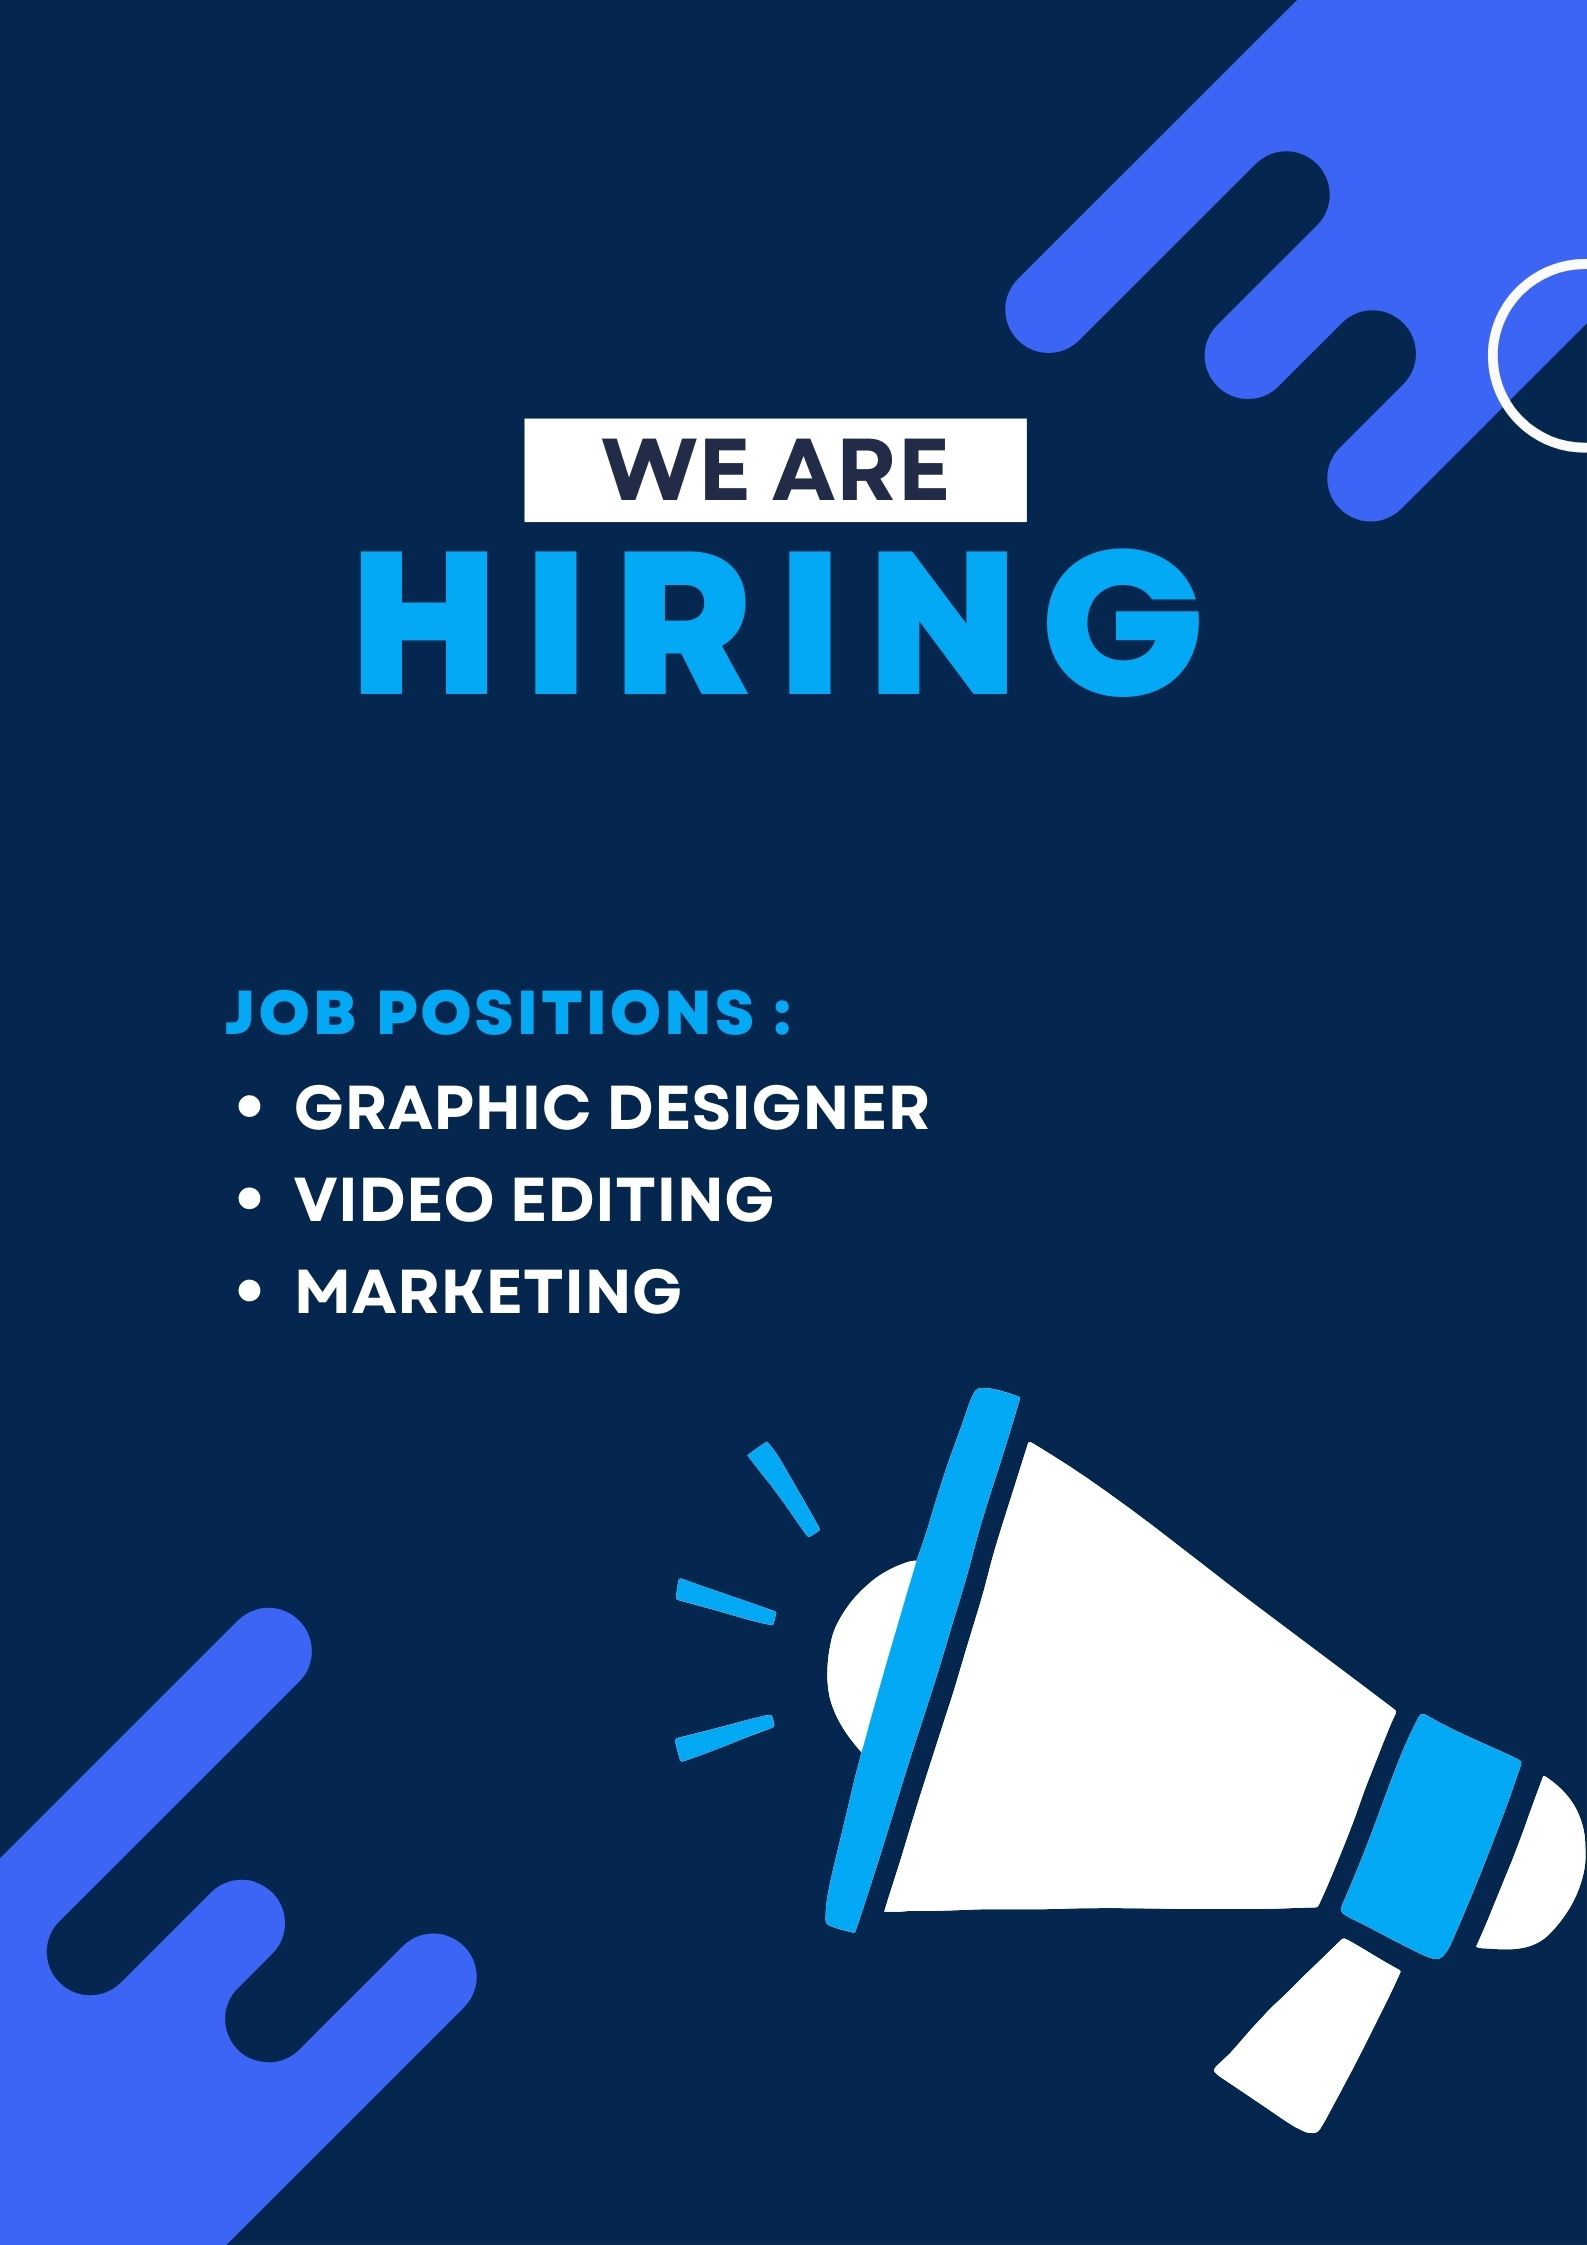 WE ARE
HIRING
JOB POSITIONS :
• GRAPHIC DESIGNER
• VIDEO EDITING
• MARKETING